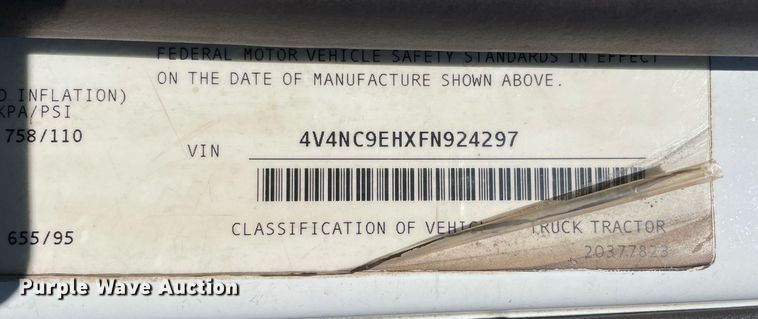 FEDERAL MOTOR VEHICLE SAFETY STANDARDS IN EFFECT
ON THE DATE OF MANUFACTURE SHOWN ABOVE.
D INFLATION)
KPA/PSI
758/110
VIN 4V4NC9EHXFN924297
655/95
CLASSIFICATION OF VEHIC TRUCK TRACTOR
20377823
Purple Wave Auction